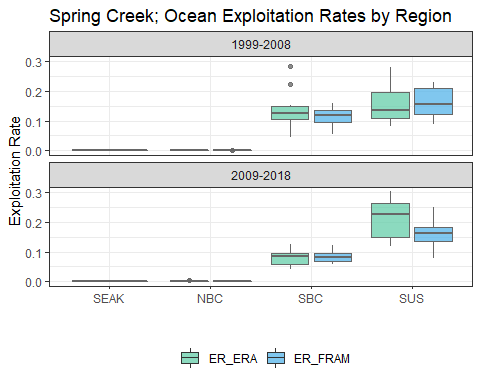 Spring Creek; Ocean Exploitation Rates by Region
Exploitation Rate
1999-2008
0.3
0.2
0.1
0.0
2009-2018
0.3
0.2
0.1
0.0
SEAK NBC SBC SUS
ER_ERA ER_FRAM